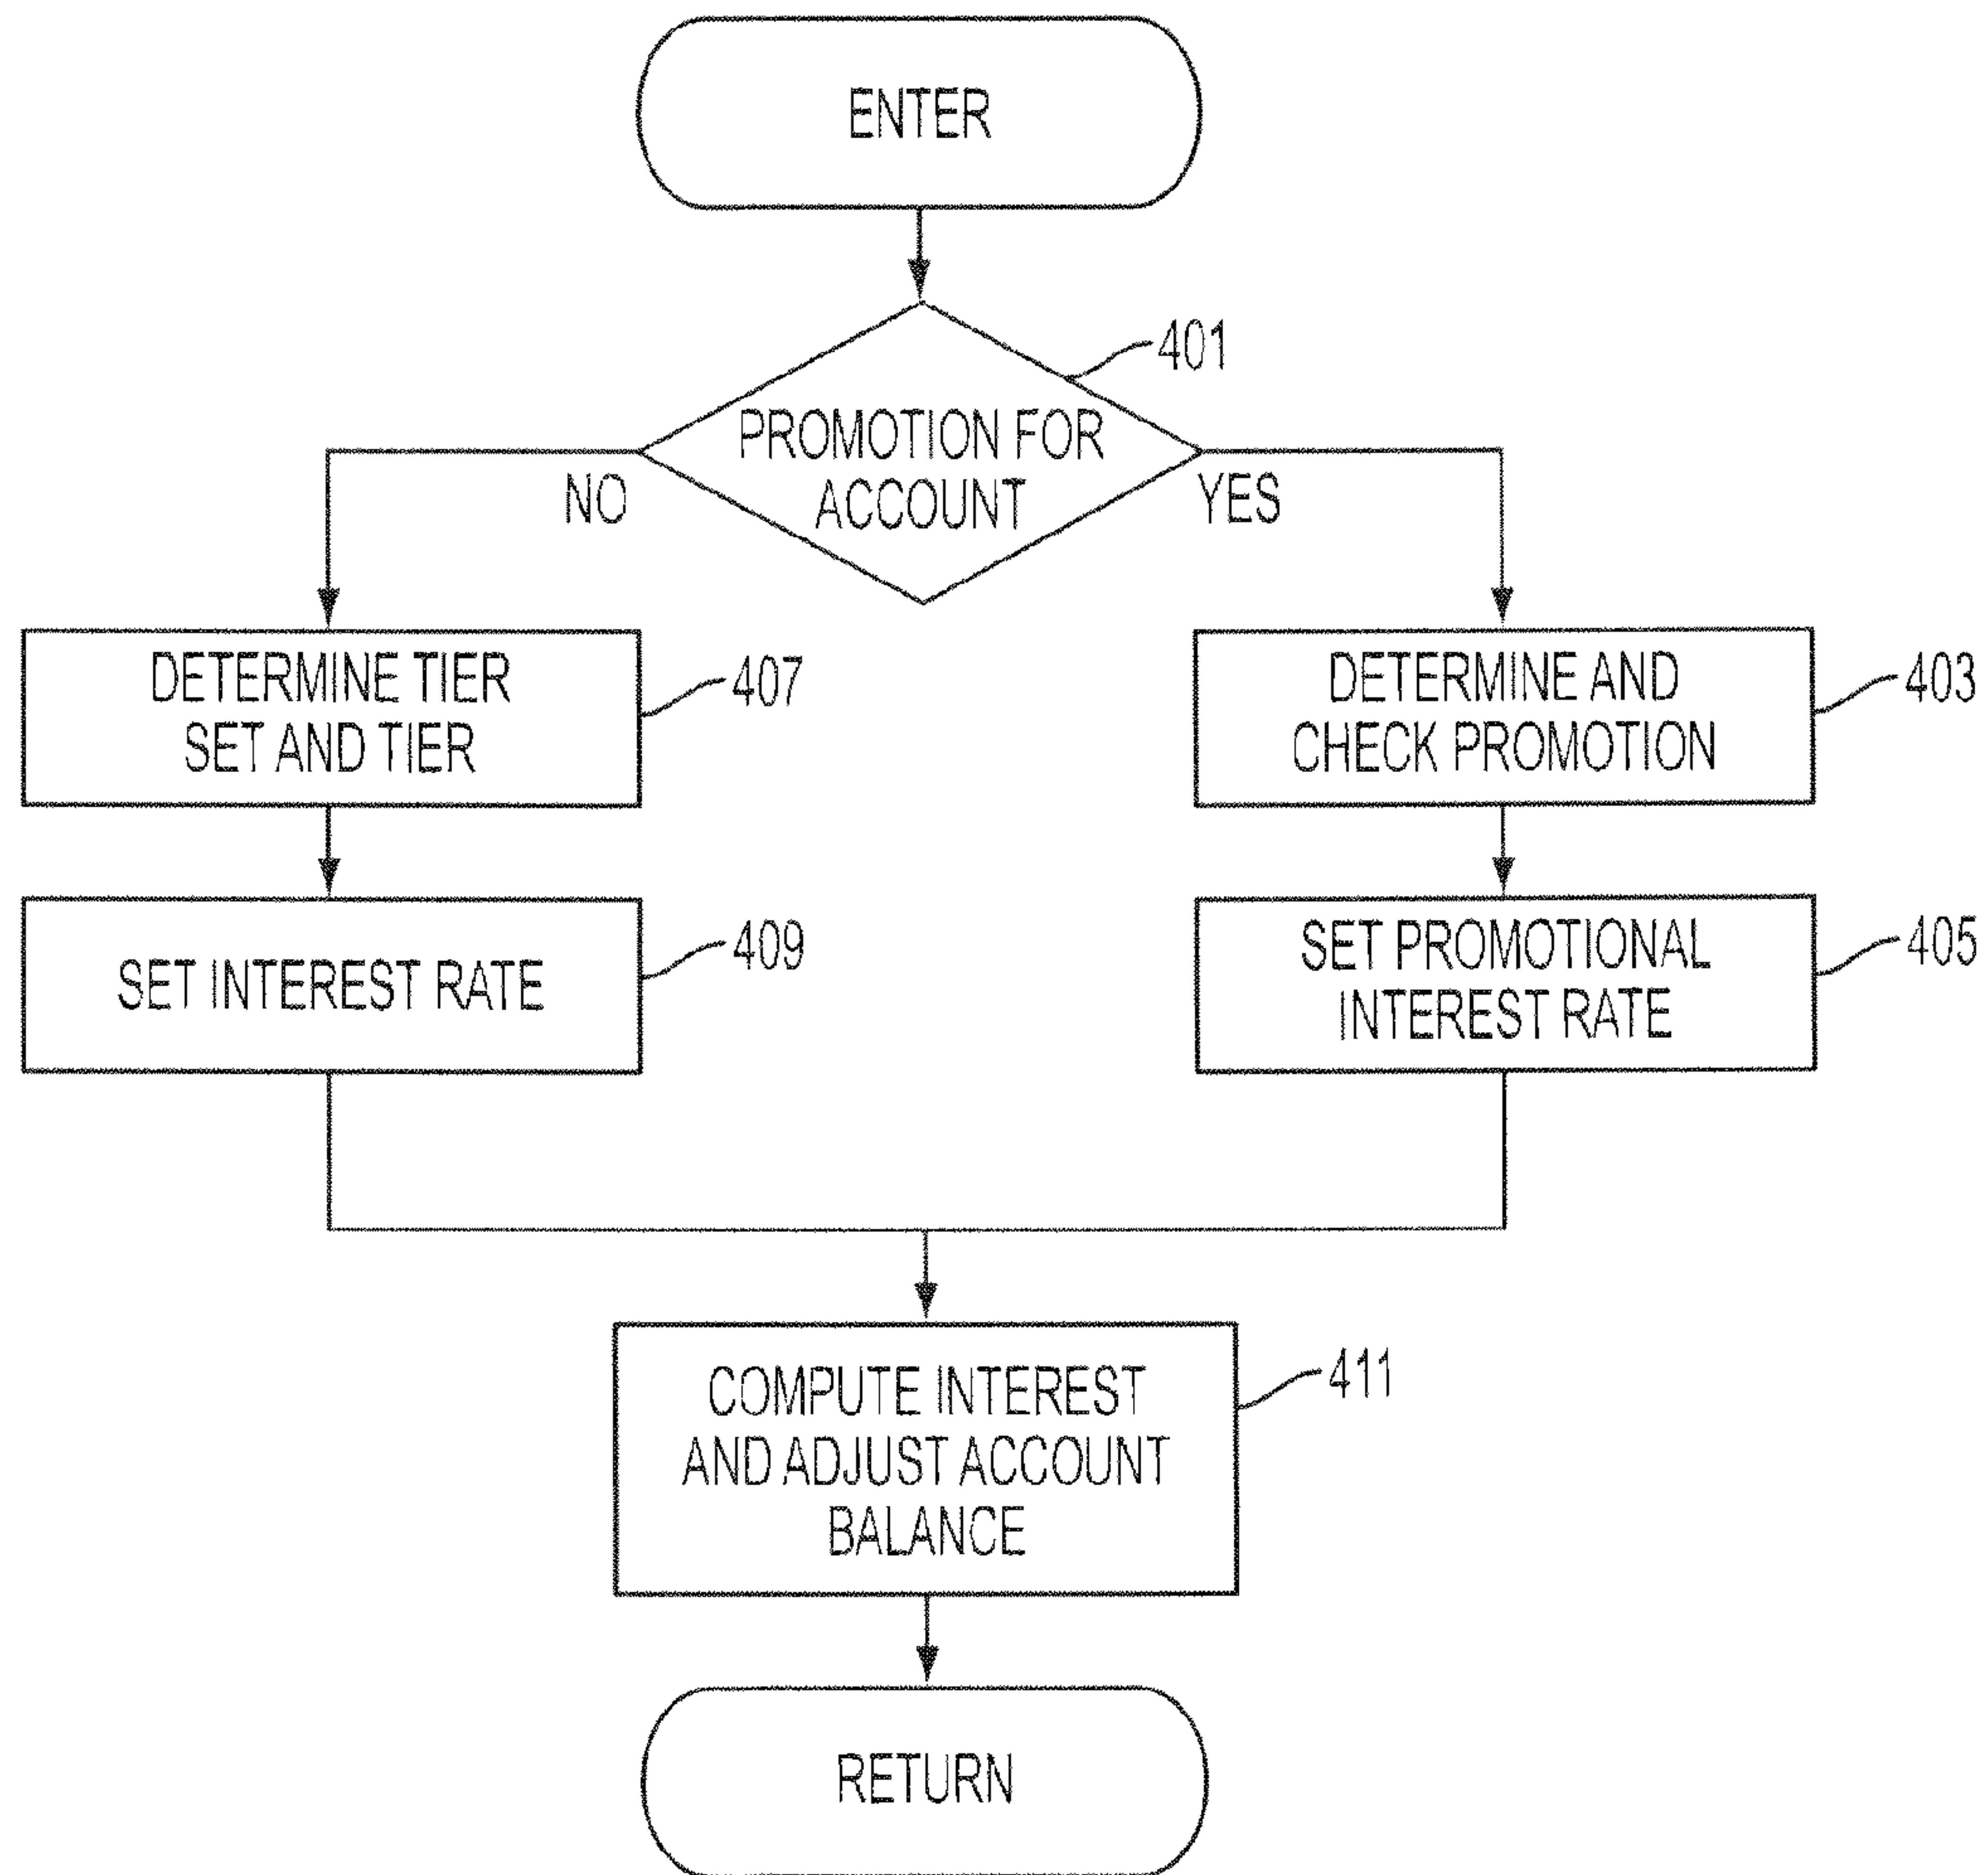 ENTER
401
PROMOTION FOR
ACCOUNT
NO
YES
DETERMINE TIER
SET AND TIER
407
DETERMINE AND
CHECK PROMOTION
403
SET INTEREST RATE
409
SET PROMOTIONAL
INTEREST RATE
405
COMPUTE INTEREST
AND ADJUST ACCOUNT
BALANCE
411
RETURN